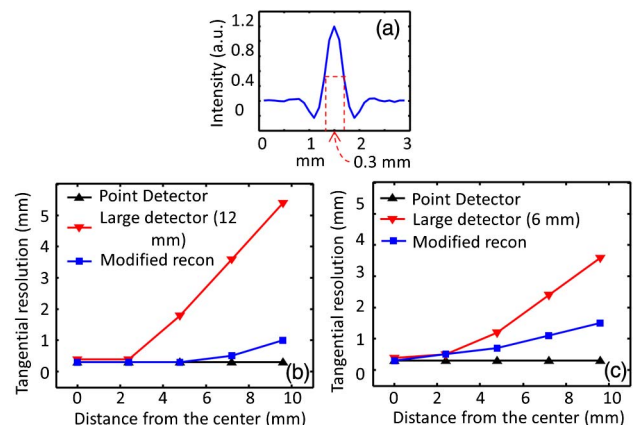 (a)
Intensity (a.u.)
1.2
0.8
0.4
0
0
1
2
3
mm
0.3 mm
Tangential resolution (mm)
5
4
3
2
1
0
Point Detector
Large detector (12
mm)
Modified recon
(b)
0
2
4
6
8
10
Distance from the center (mm)
Tangential resolution (mm)
5
4
3
2
1
0
Point Detector
Large detector (6 mm)
Modified recon
(c)
0
2
4
6
8
10
Distance from the center (mm)